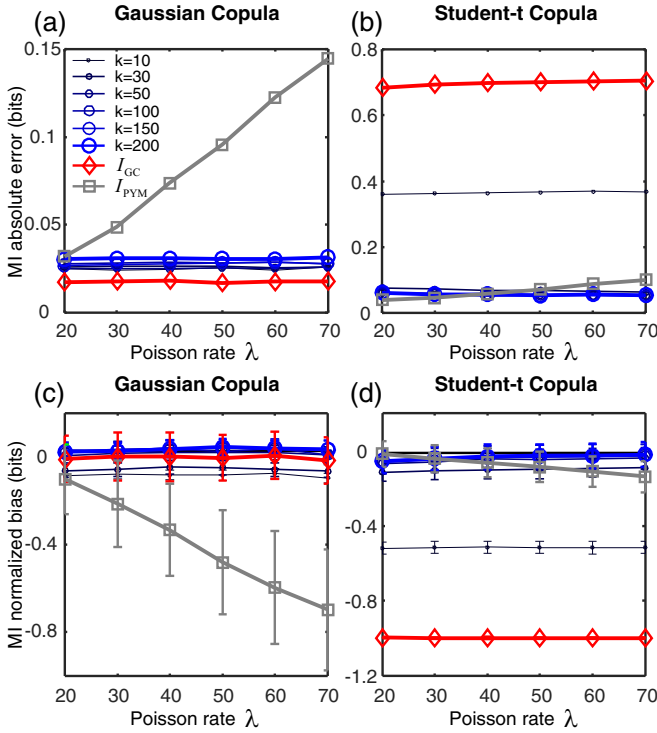 (a) Gaussian Copula
MI absolute error (bits)
0.15
0.1
0.05
0
k=10
k=30
k=50
k=100
k=150
k=200
I_GC
I_PYM
20 30 40 50 60 70
Poisson rate λ
(b) Student-t Copula
0.8
0.6
0.4
0.2
0
20 30 40 50 60 70
Poisson rate λ
(c) Gaussian Copula
MI normalized bias (bits)
0
-0.4
-0.8
20 30 40 50 60 70
Poisson rate λ
(d) Student-t Copula
0
-0.4
-0.8
-1.2
20 30 40 50 60 70
Poisson rate λ